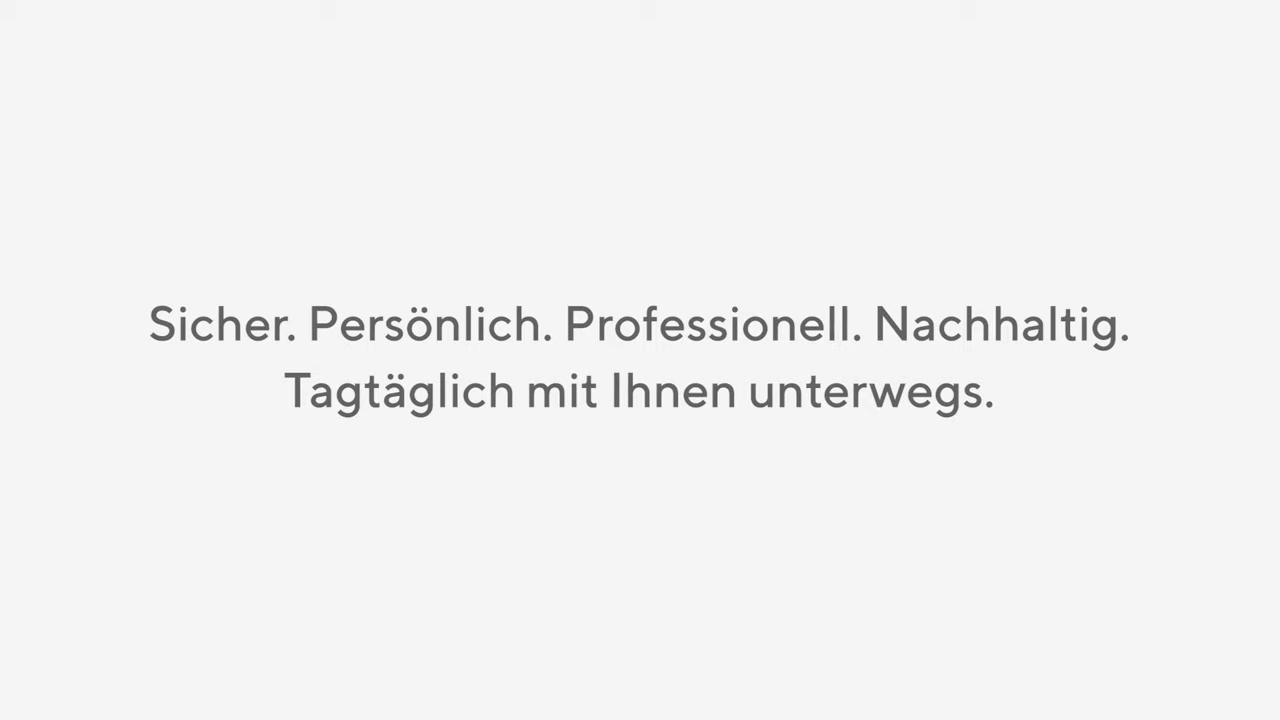 Sicher. Persönlich. Professionell. Nachhaltig.
Tagtäglich mit Ihnen unterwegs.